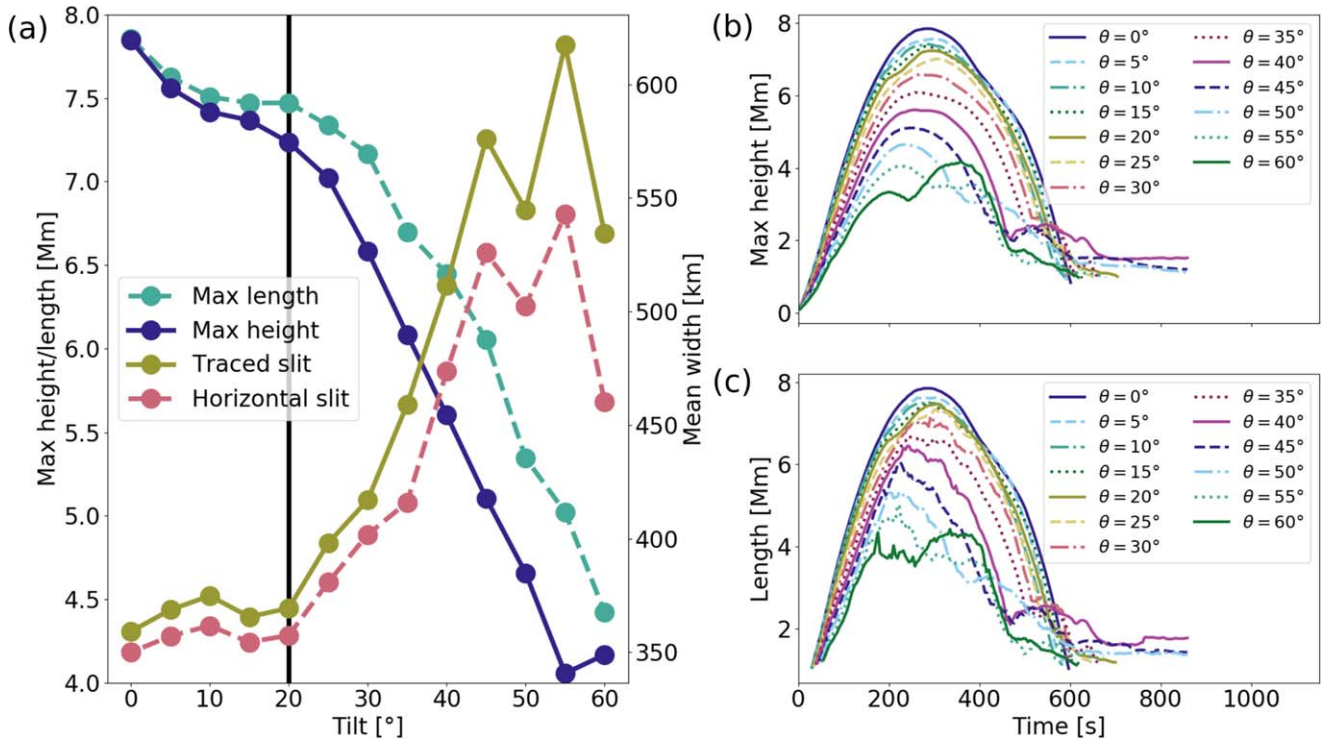 (a)
8.0
7.5
7.0
6.5
6.0
5.5
5.0
4.5
4.0
Max height/length [Mm]
Max length
Max height
Traced slit
Horizontal slit
600
550
500
450
400
350
Mean width [km]
0 10 20 30 40 50 60
Tilt [°]
(b)
8
6
4
2
0
Max height [Mm]
θ = 0°
θ = 5°
θ = 10°
θ = 15°
θ = 20°
θ = 25°
θ = 30°
θ = 35°
θ = 40°
θ = 45°
θ = 50°
θ = 55°
θ = 60°
(c)
8
6
4
2
Length [Mm]
θ = 0°
θ = 5°
θ = 10°
θ = 15°
θ = 20°
θ = 25°
θ = 30°
θ = 35°
θ = 40°
θ = 45°
θ = 50°
θ = 55°
θ = 60°
0 200 400 600 800 1000
Time [s]